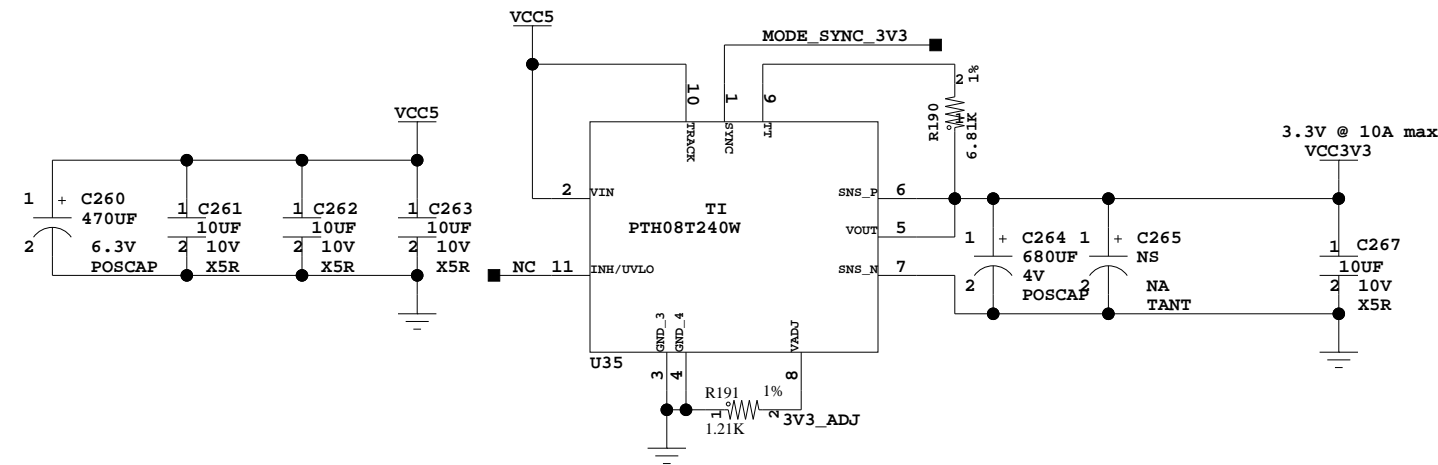 VCC5
MODE_SYNC_3V3
2
1%
R190
6.81K
10
1
9
TRACK
SYNC
TT
VCC5
3.3V @ 10A max
VCC3V3
1 + C260
470UF
2 6.3V
POSCAP
1 C261
10UF
2 10V
X5R
1 C262
10UF
2 10V
X5R
1 C263
10UF
2 10V
X5R
2 VIN
TI
PTH08T240W
SNS_P 6
VOUT 5
SNS_N 7
NC 11 INH/UVLO
1 + C264
680UF
4V
2 POSCAP
1 + C265
NS
2 NA
TANT
1 C267
10UF
2 10V
X5R
GND_3
GND_4
VADJ
U35
3
4
8
R191 1%
1 2
1.21K
3V3_ADJ